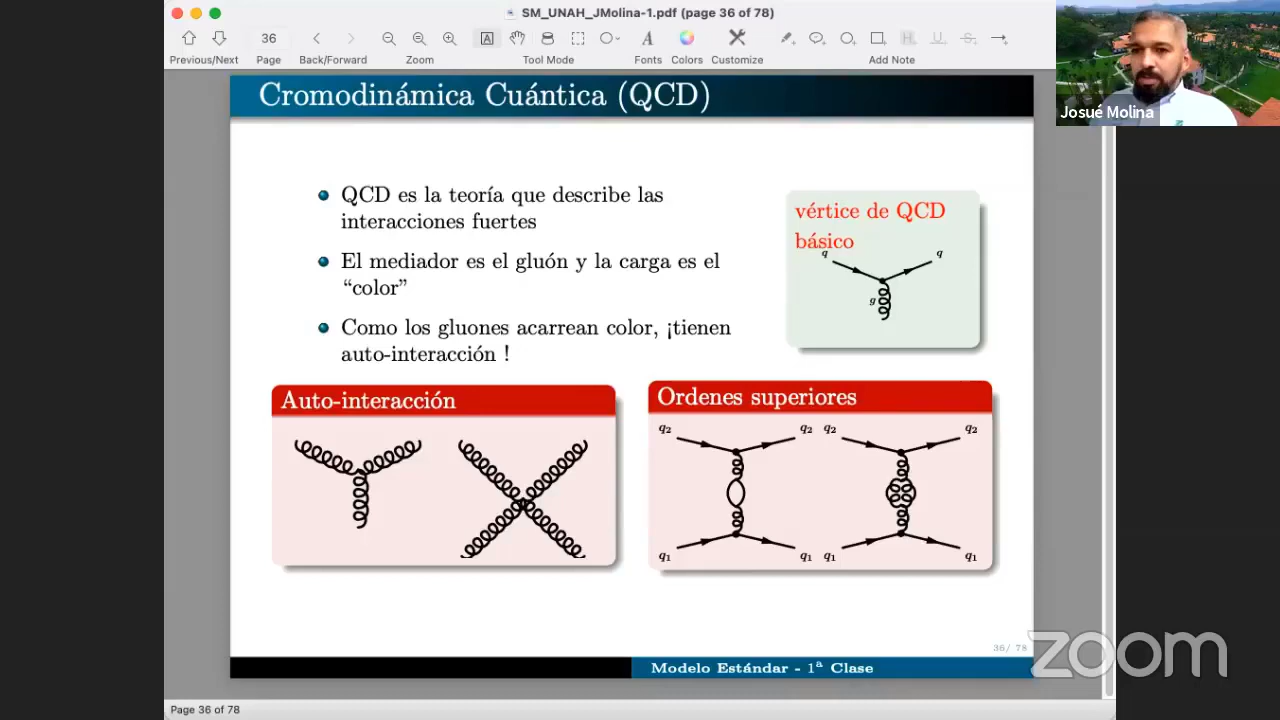 SM_UNAH_JMolina-1.pdf (page 36 of 78)
36
Previous/Next
Page
Back/Forward
Zoom
Tool Mode
Fonts
Colors
Customize
Add Note
A
A
H
U
S
Josué Molina
Cromodinámica Cuántica (QCD)
QCD es la teoría que describe las
interacciones fuertes
El mediador es el gluón y la carga es el
“color”
Como los gluones acarrean color, ¡tienen
auto-interacción !
vértice de QCD
básico
q
q
g
Auto-interacción
Ordenes superiores
q2
q2
q2
q2
q1
q1
q1
q1
36/ 78
Modelo Estándar - 1ª Clase
zoom
Page 36 of 78